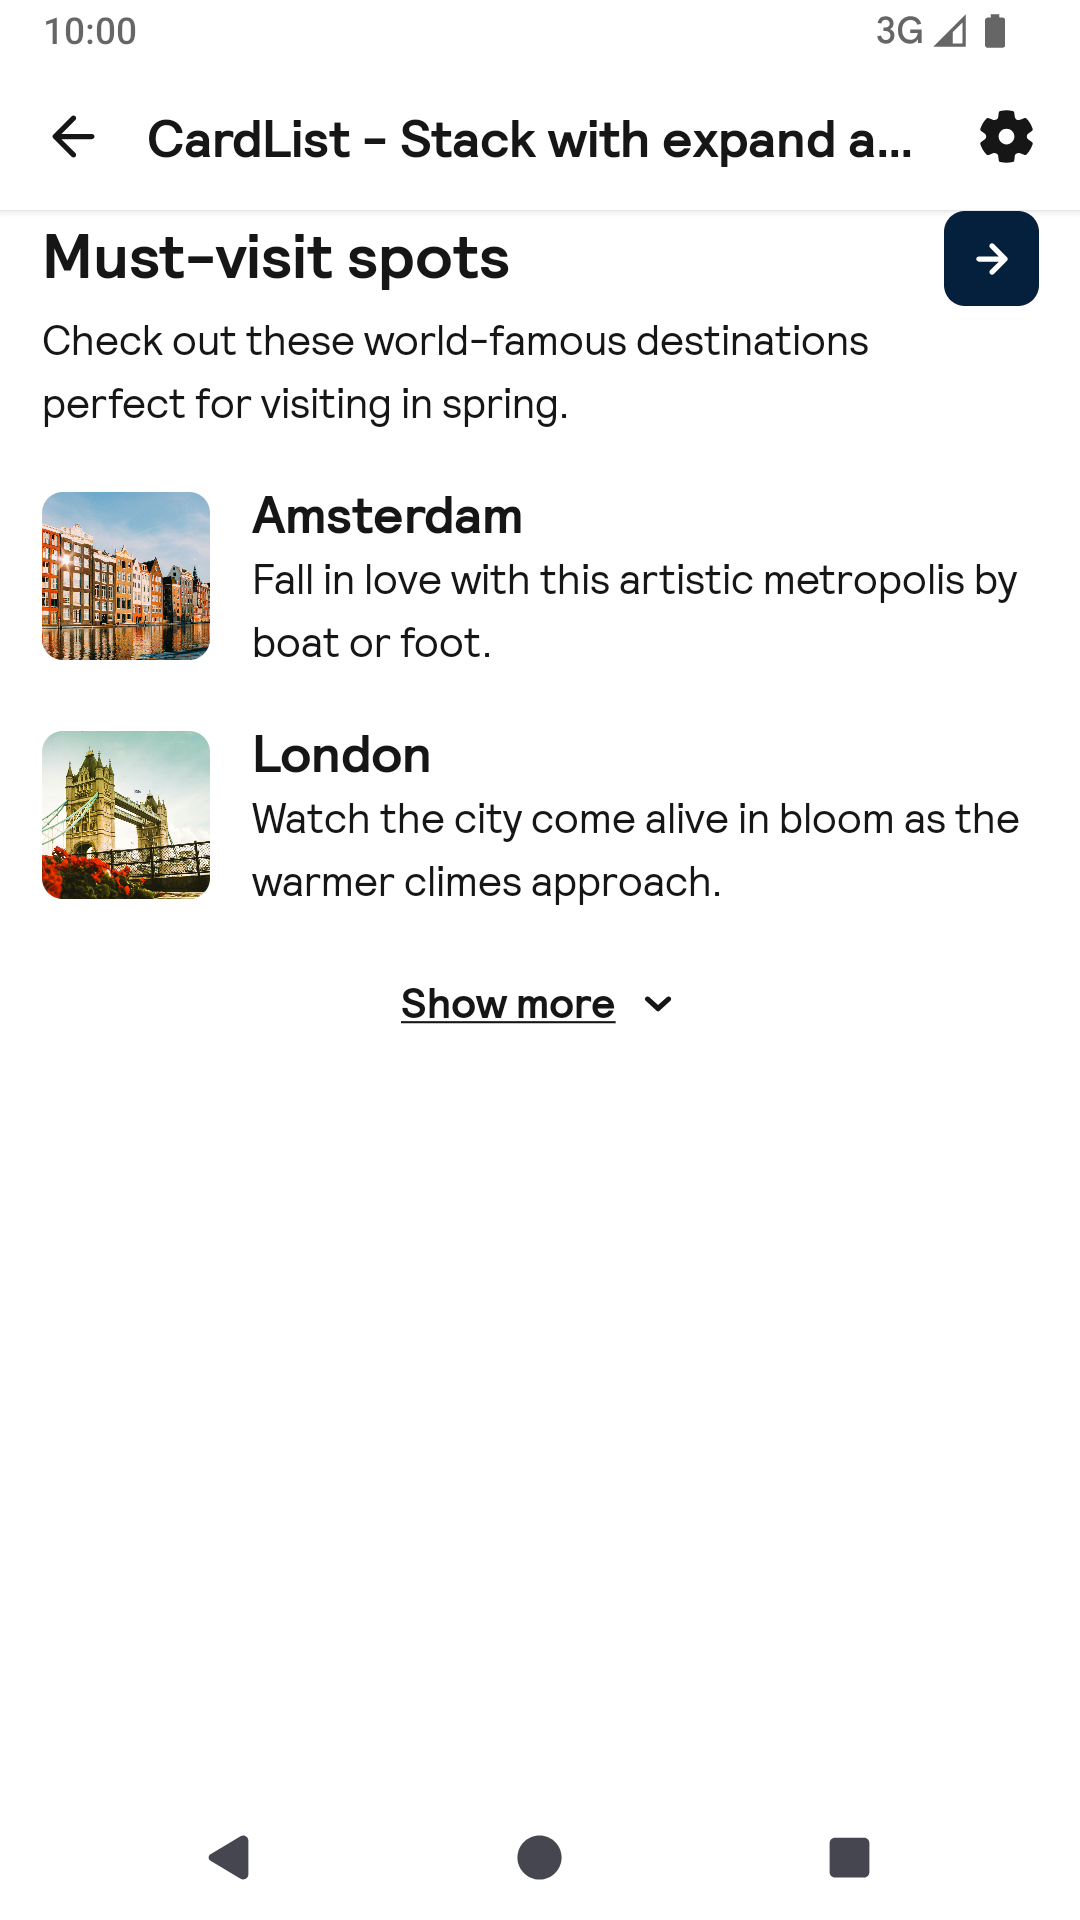 10:00
3G
CardList - Stack with expand a...
Must-visit spots
Check out these world-famous destinations
perfect for visiting in spring.
Amsterdam
Fall in love with this artistic metropolis by
boat or foot.
London
Watch the city come alive in bloom as the
warmer climes approach.
Show more